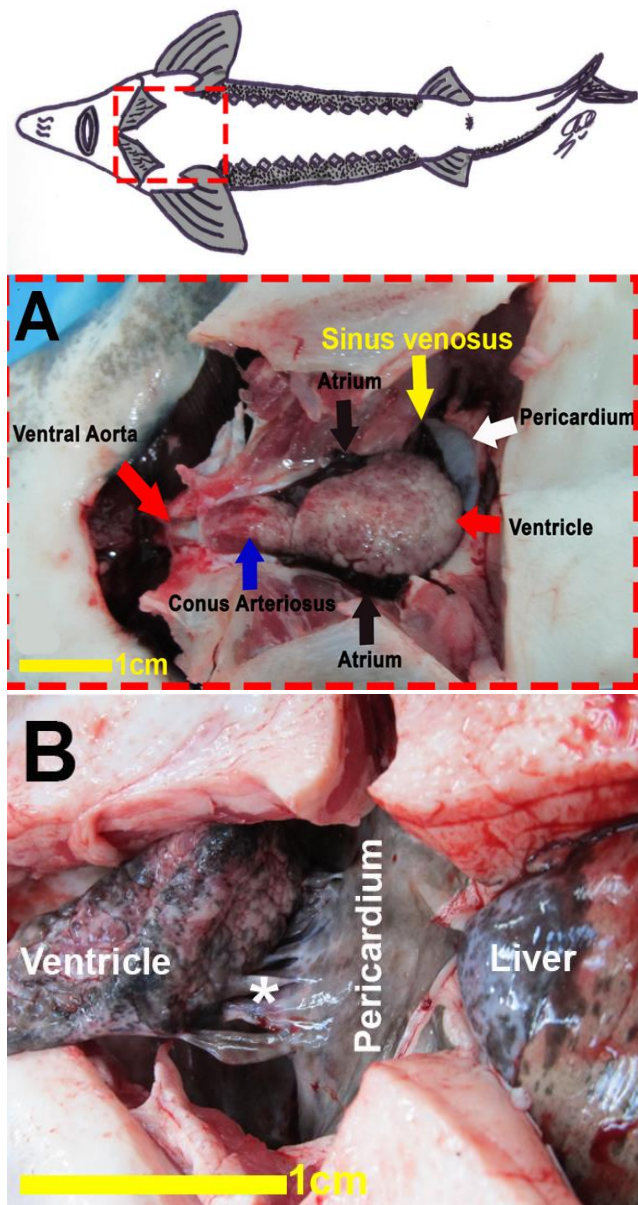 A
Sinus venosus
Atrium
Ventral Aorta
Pericardium
Ventricle
Conus Arteriosus
Atrium
1cm
B
Ventricle
*
Pericardium
Liver
1cm